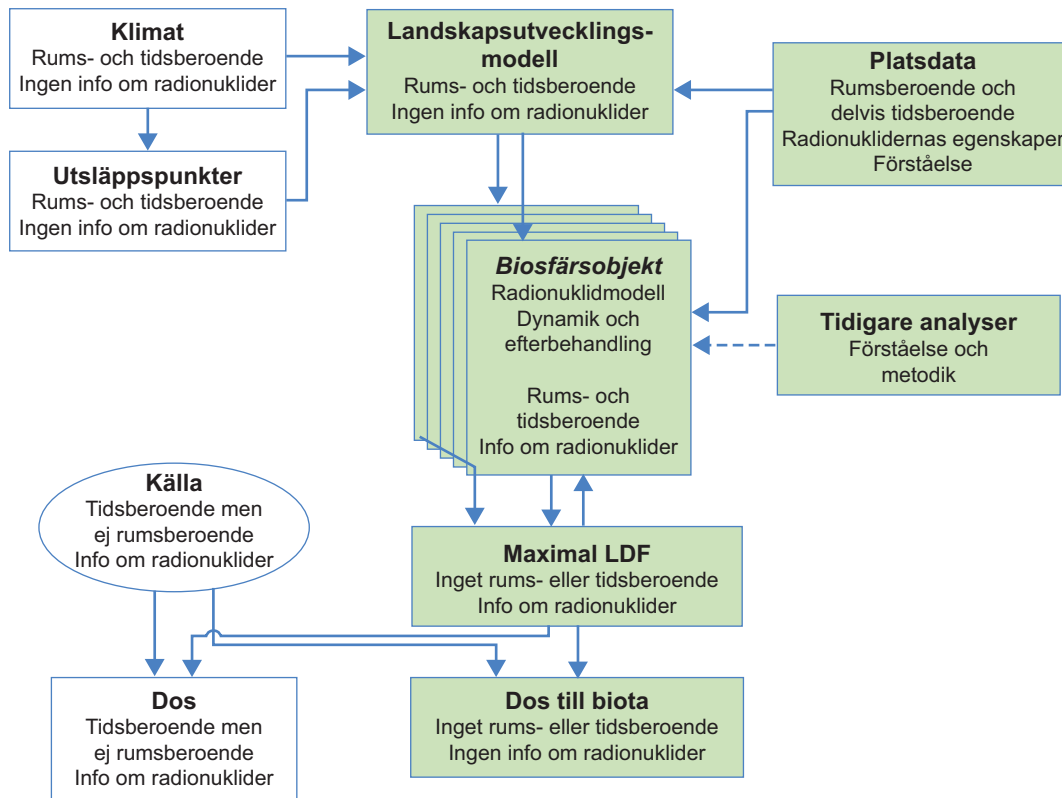 Klimat
Rums- och tidsberoende
Ingen info om radionuklider
Landskapsutvecklings-
modell
Rums- och tidsberoende
Ingen info om radionuklider
Platsdata
Rumsberoende och
delvis tidsberoende
Radionuklidernas egenskaper
Förståelse
Utsläppspunkter
Rums- och tidsberoende
Ingen info om radionuklider
Biosfärsobjekt
Radionuklidmodell
Dynamik och
efterbehandling
Rums- och
tidsberoende
Info om radionuklider
Tidigare analyser
Förståelse och
metodik
Källa
Tidsberoende men
ej rumsberoende
Info om radionuklider
Maximal LDF
Inget rums- eller tidsberoende
Info om radionuklider
Dos
Tidsberoende men
ej rumsberoende
Info om radionuklider
Dos till biota
Inget rums- eller tidsberoende
Ingen info om radionuklider